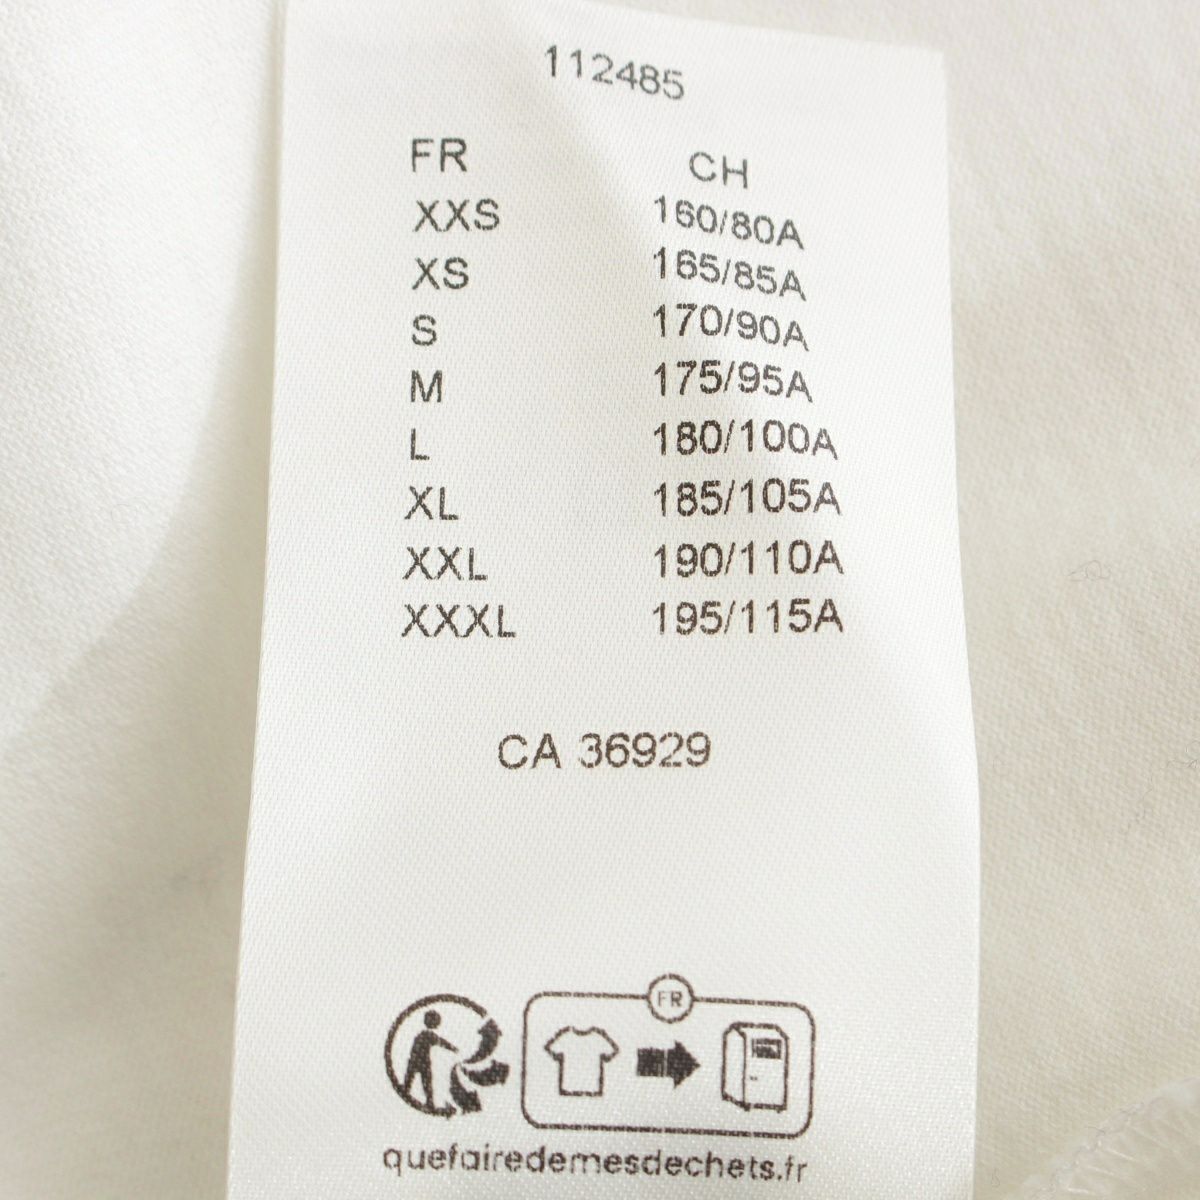 112485
FR CH
XXS 160/80A
XS 165/85A
S 170/90A
M 175/95A
L 180/100A
XL 185/105A
XXL 190/110A
XXXL 195/115A
CA 36929
FR
quefairedemesdechets.fr